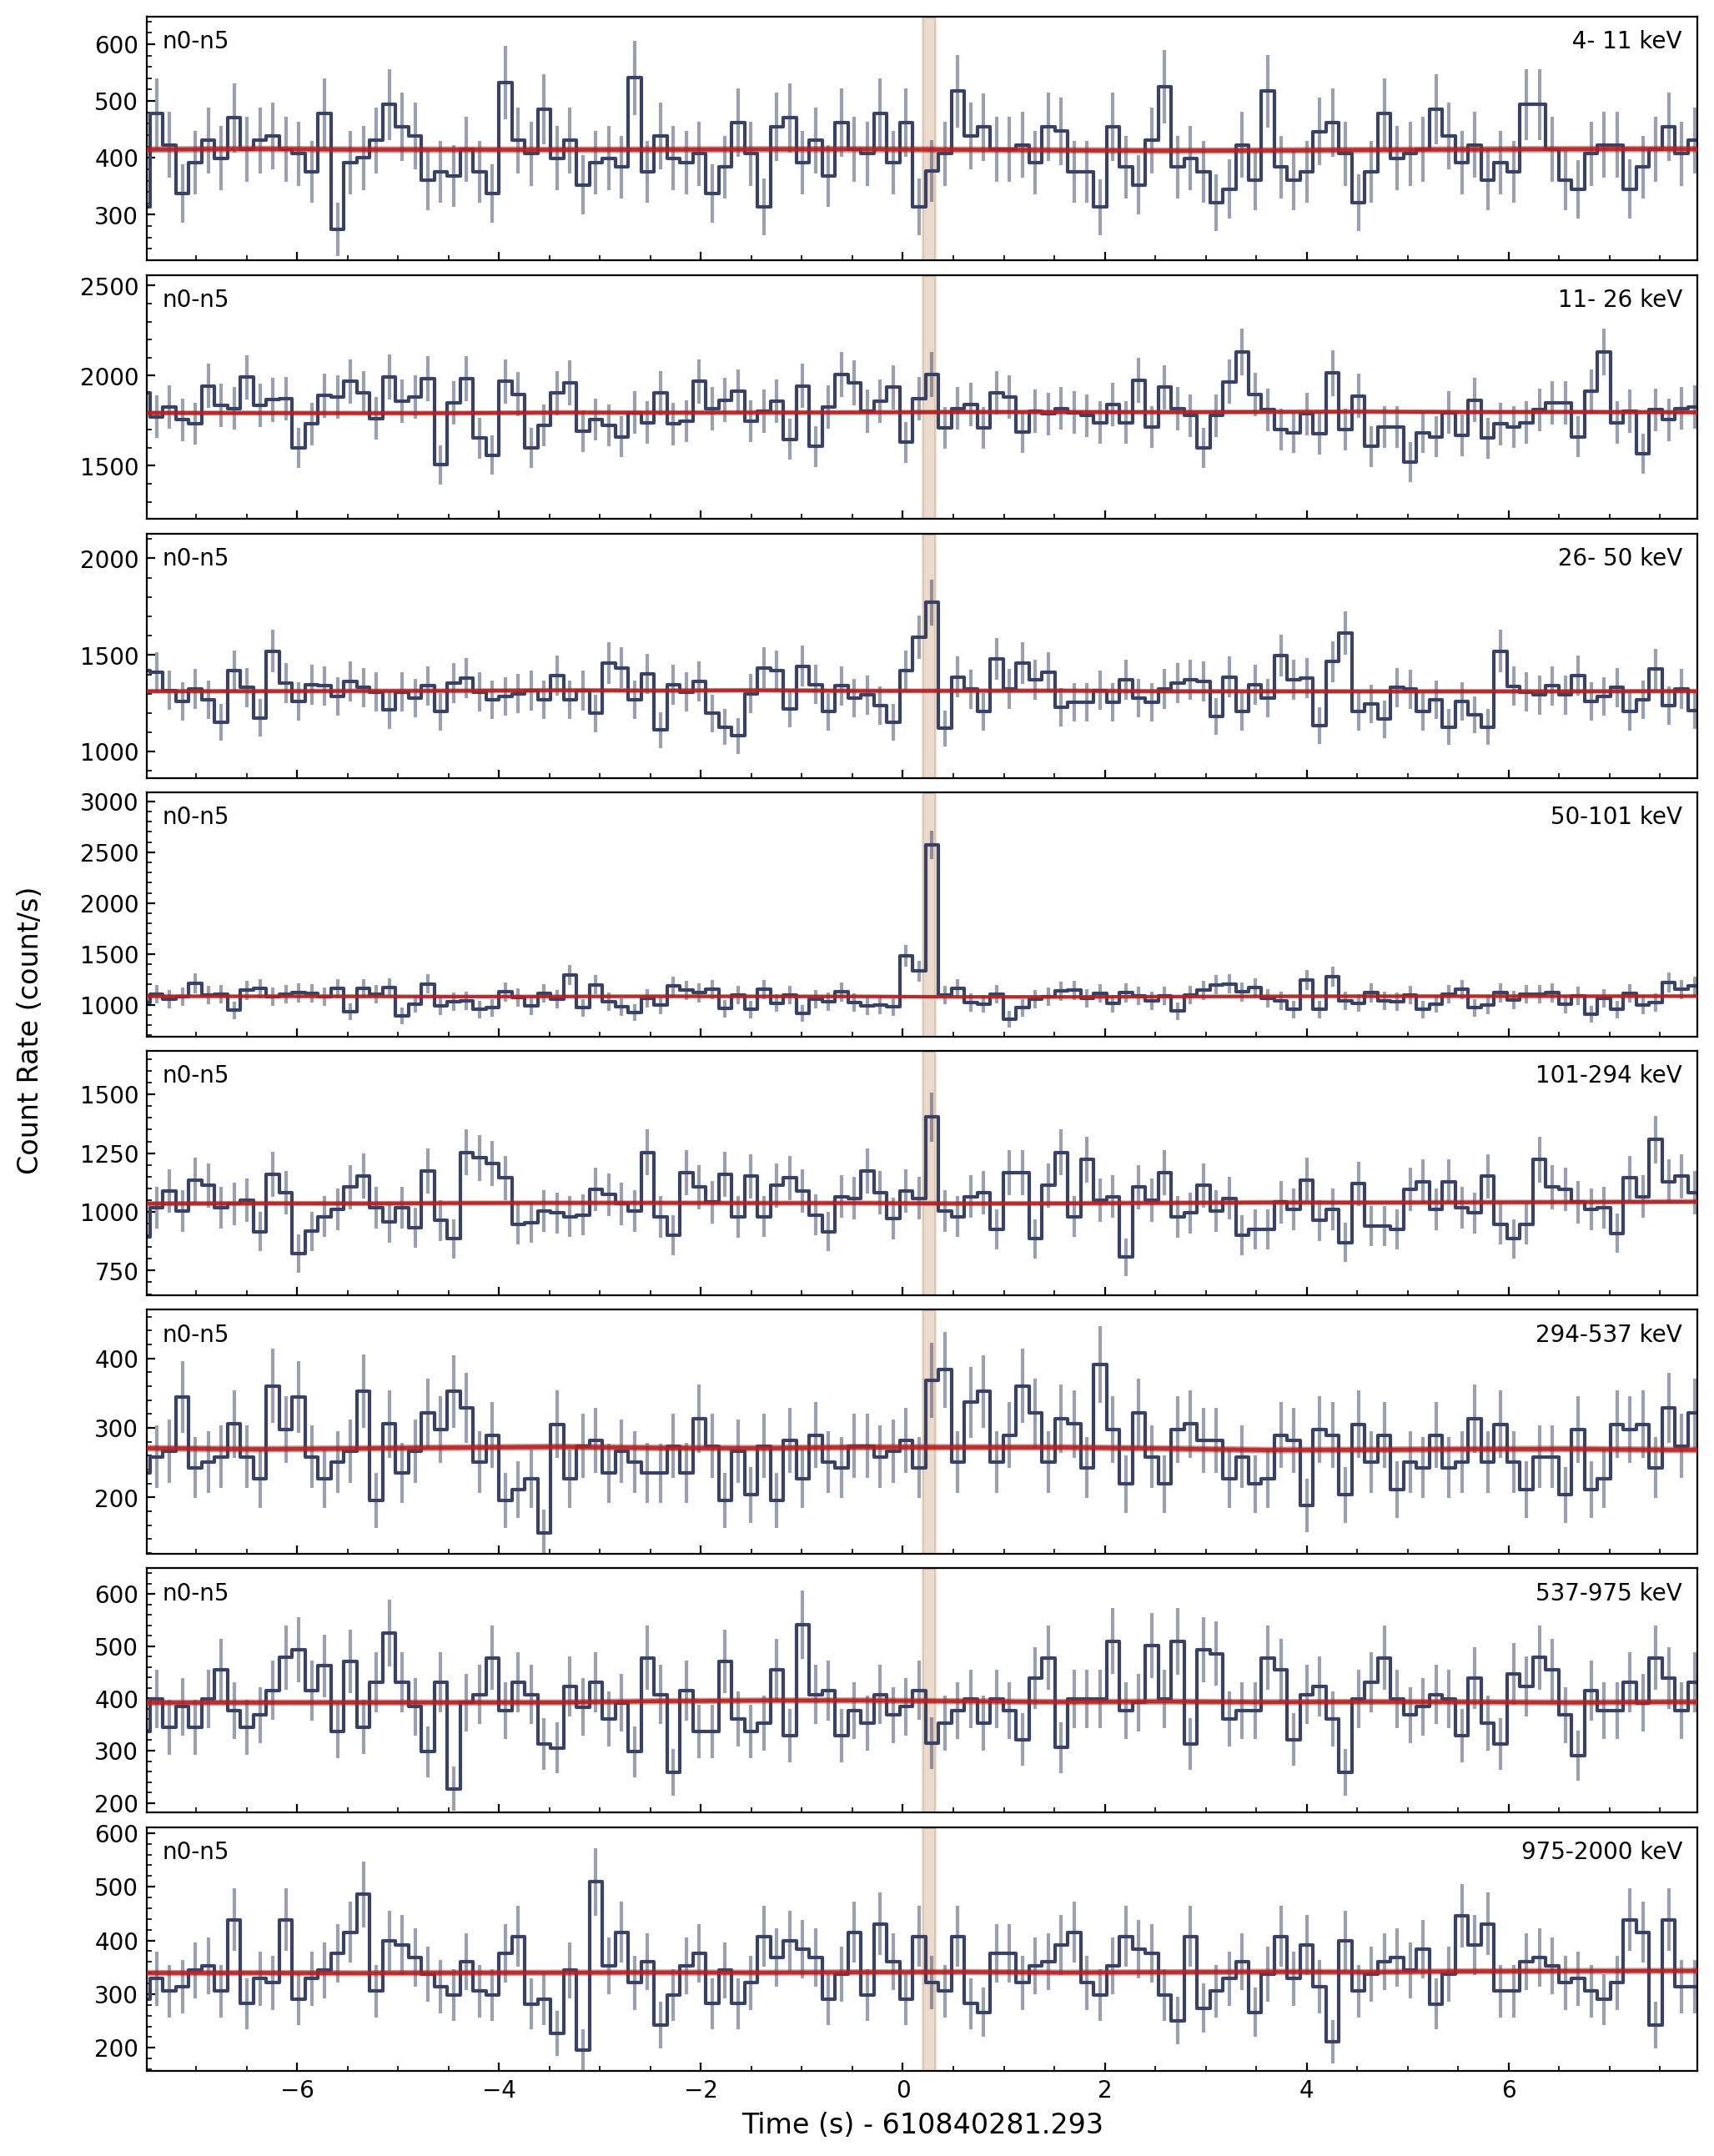 n0-n5 4- 11 keV
600
500
400
300
n0-n5 11- 26 keV
2500
2000
1500
n0-n5 26- 50 keV
2000
1500
1000
n0-n5 50-101 keV
3000
2500
2000
1500
1000
n0-n5 101-294 keV
1500
1250
1000
750
n0-n5 294-537 keV
400
300
200
n0-n5 537-975 keV
600
500
400
300
200
n0-n5 975-2000 keV
600
500
400
300
200
−6 −4 −2 0 2 4 6
Time (s) - 610840281.293
Count Rate (count/s)